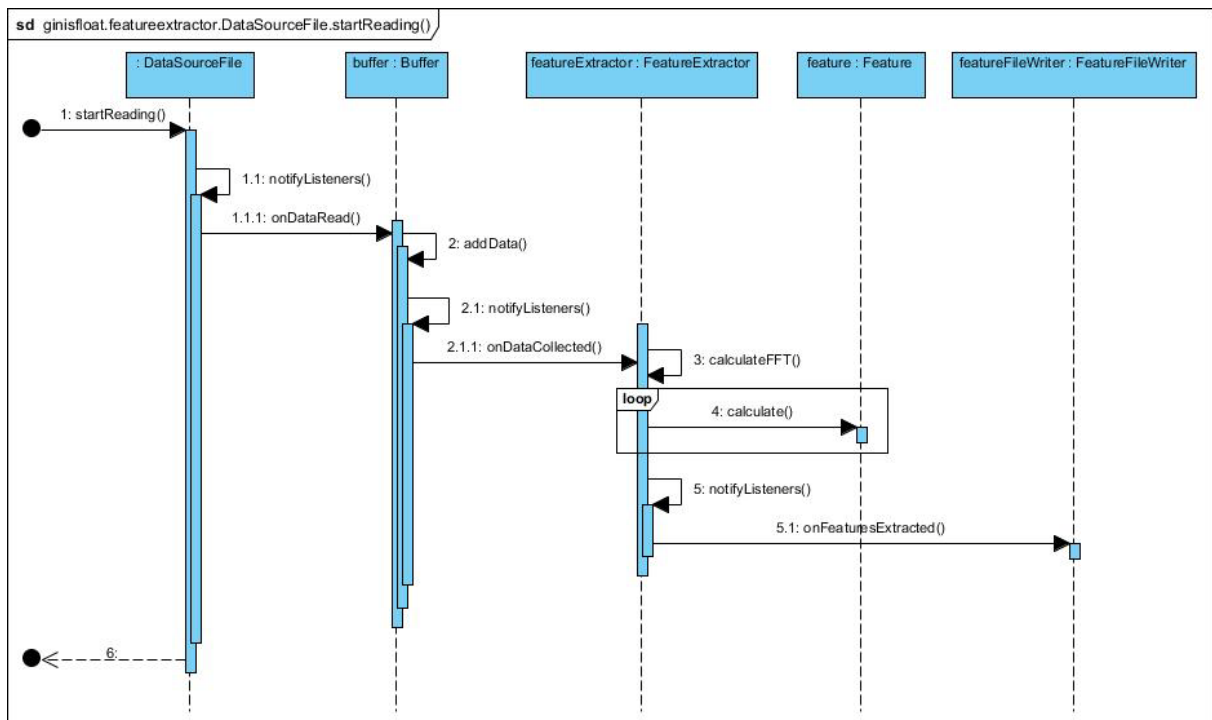 sd ginisfloat.featureextractor.DataSourceFile.startReading()
: DataSourceFile
buffer : Buffer
featureExtractor : FeatureExtractor
feature : Feature
featureFileWriter : FeatureFileWriter
1: startReading()
1.1: notifyListeners()
1.1.1: onDataRead()
2: addData()
2.1: notifyListeners()
2.1.1: onDataCollected()
3: calculateFFT()
loop
4: calculate()
5: notifyListeners()
5.1: onFeaturesExtracted()
6: